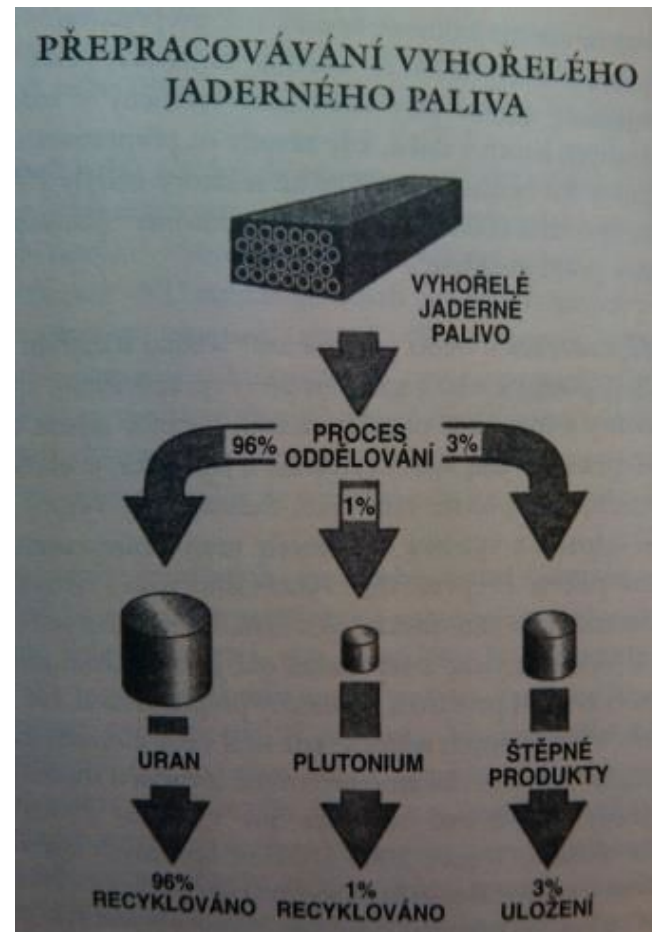 PŘEPRACOVÁVÁNÍ VYHOŘELÉHO
JADERNÉHO PALIVA
VYHOŘELÉ
JADERNÉ
PALIVO
96%
PROCES
ODDĚLOVÁNÍ
3%
1%
URAN
PLUTONIUM
ŠTĚPNÉ
PRODUKTY
96%
RECYKLOVÁNO
1%
RECYKLOVÁNO
3%
ULOŽENÍ